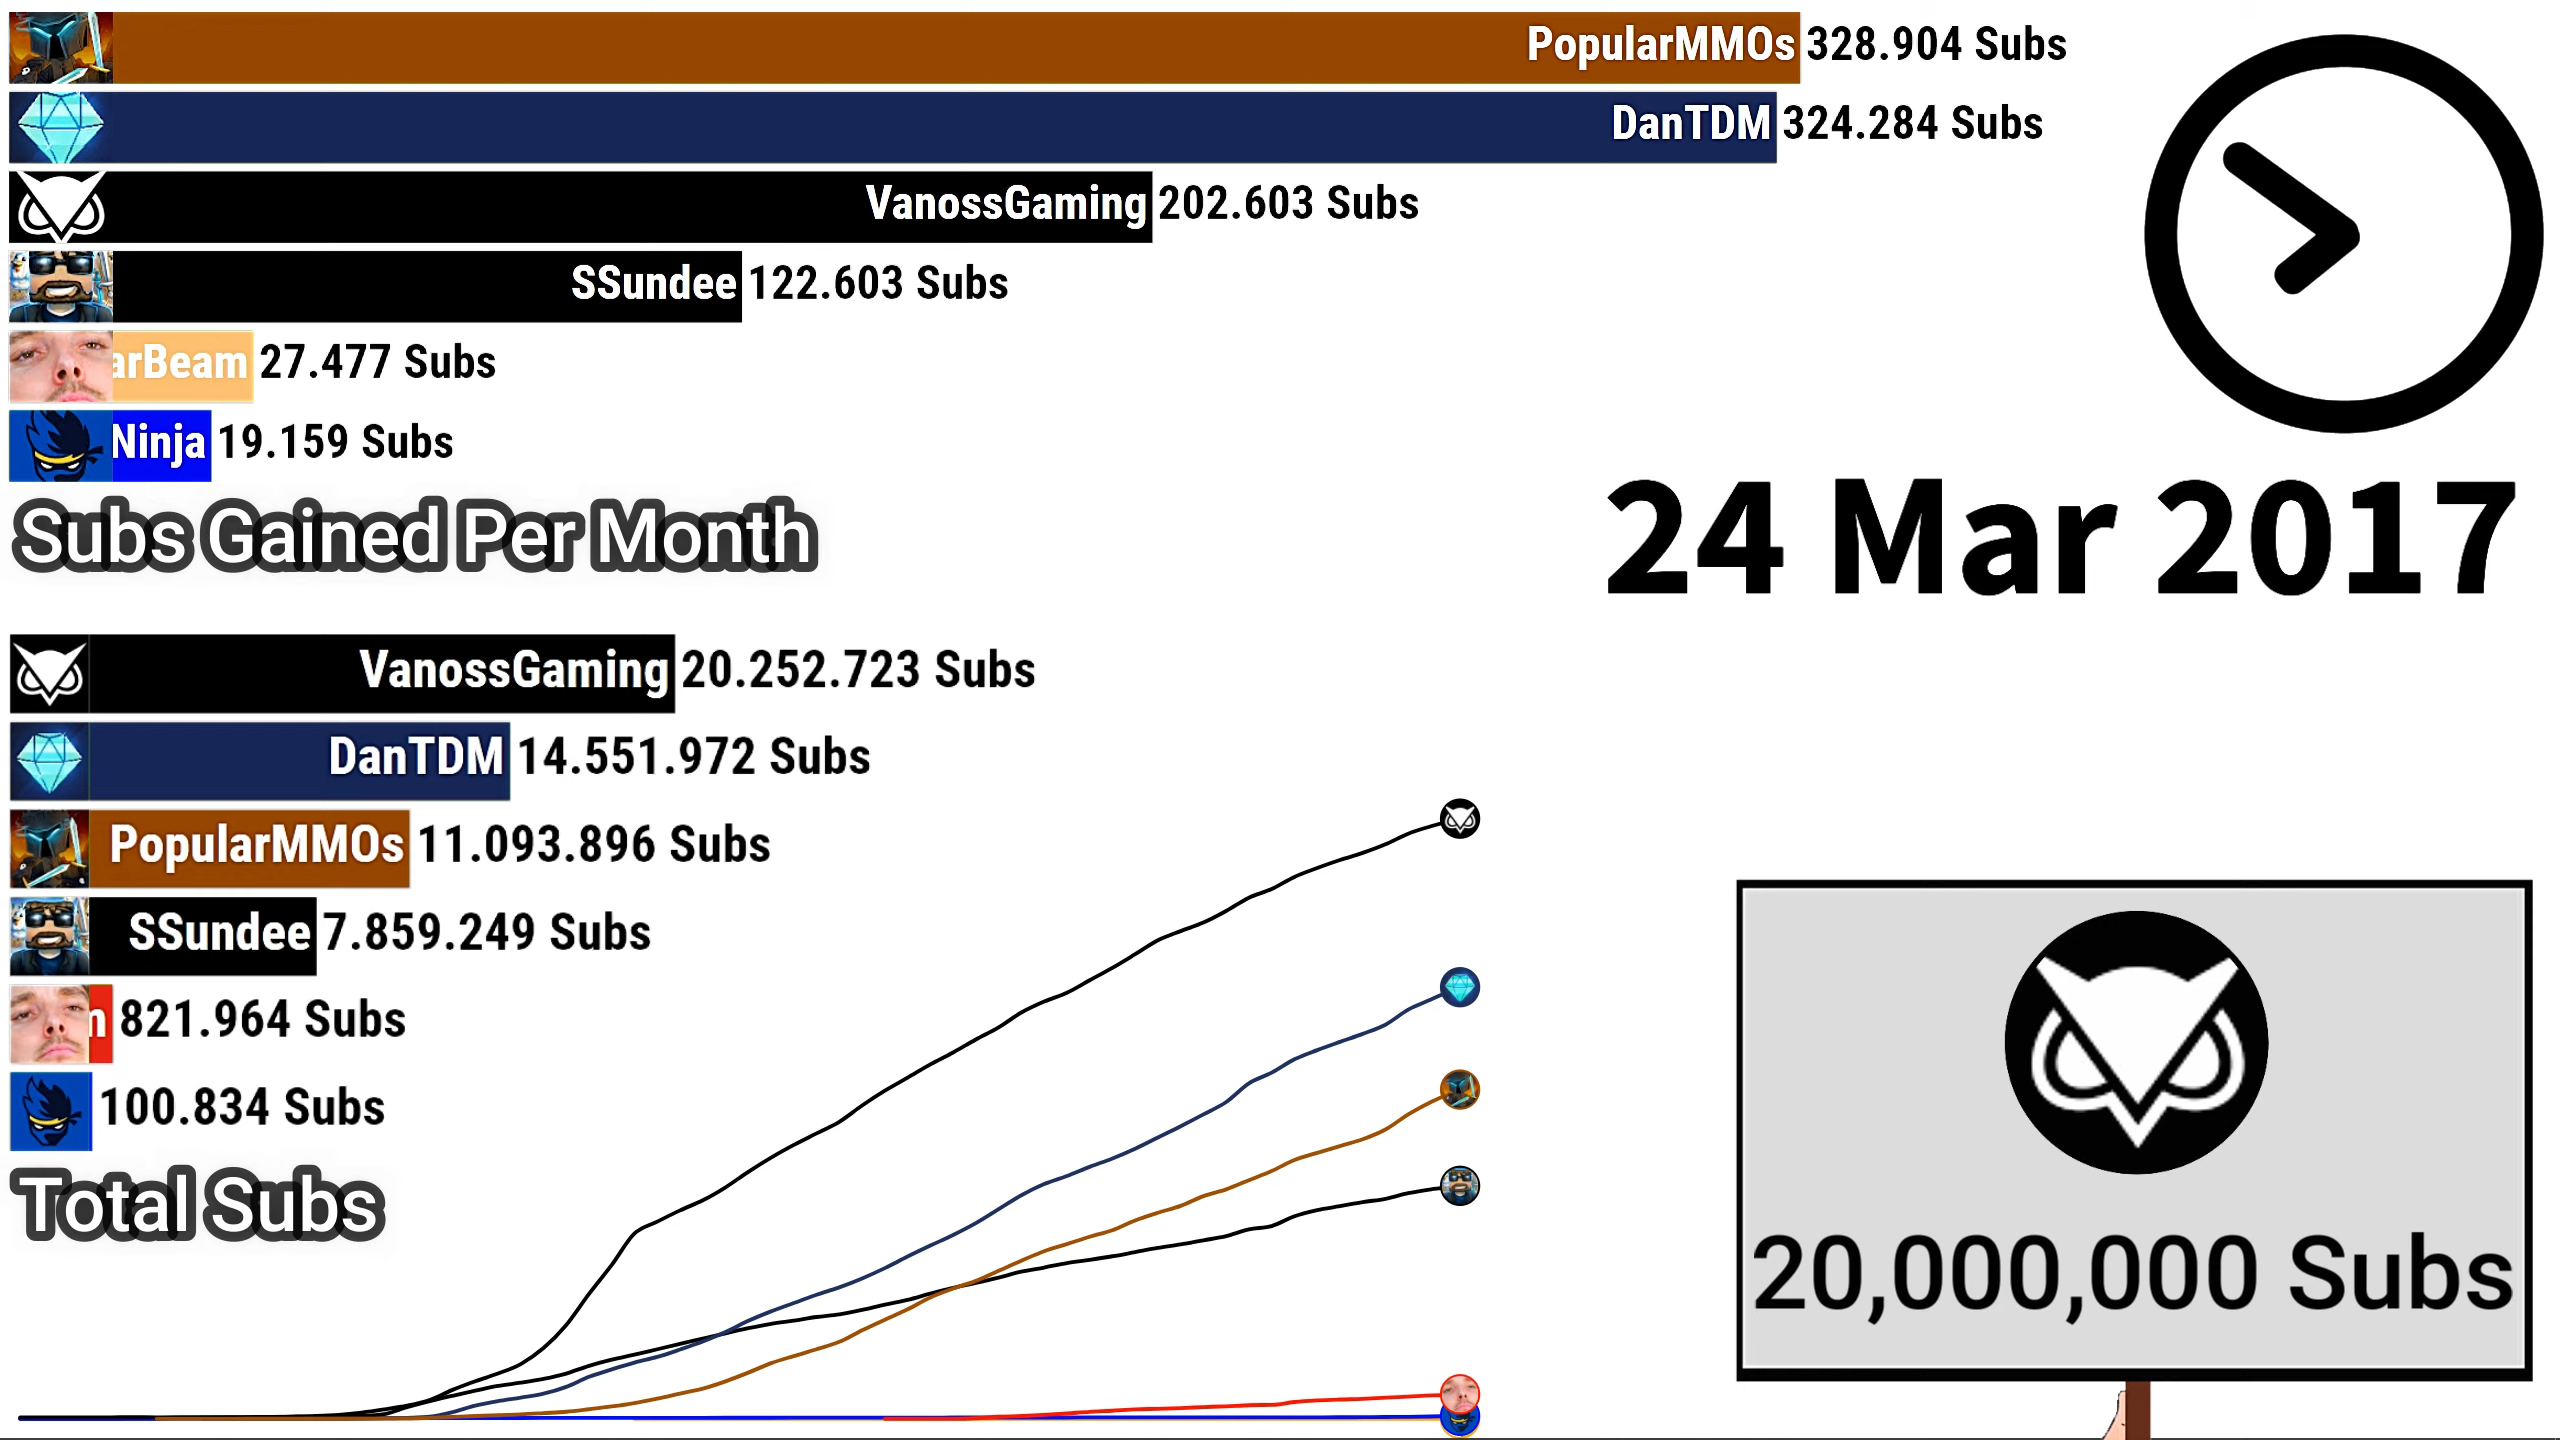 PopularMMOs 328.904 Subs
DanTDM 324.284 Subs
VanossGaming 202.603 Subs
SSundee 122.603 Subs
arBeam 27.477 Subs
Ninja 19.159 Subs
Subs Gained Per Month
24 Mar 2017
VanossGaming 20.252.723 Subs
DanTDM 14.551.972 Subs
PopularMMOs 11.093.896 Subs
SSundee 7.859.249 Subs
m 821.964 Subs
100.834 Subs
Total Subs
20,000,000 Subs